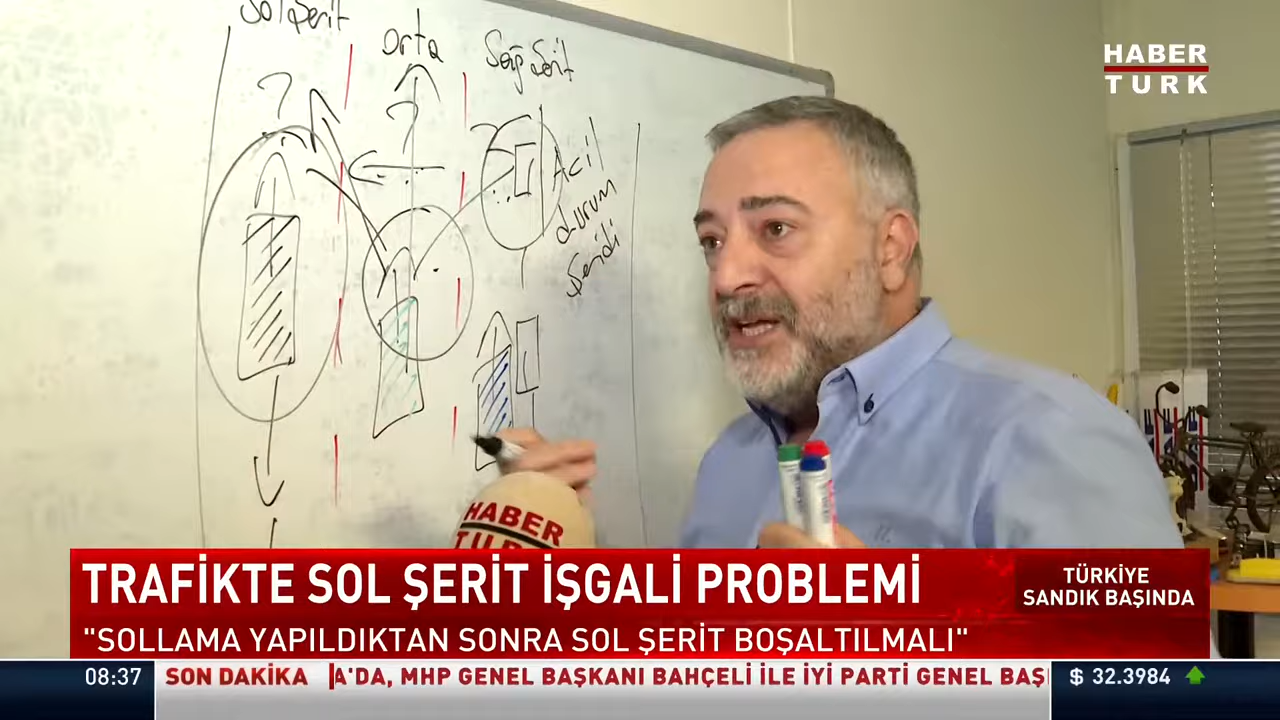 Sol Şerit
Orta
Sağ Şerit
?
?
?
Acil
durum
Şeridi
HABER
TURK
HABER
TURK
TRAFİKTE SOL ŞERİT İŞGALİ PROBLEMİ
TÜRKİYE
SANDIK BAŞINDA
"SOLLAMA YAPILDIKTAN SONRA SOL ŞERİT BOŞALTILMALI"
08:37
SON DAKİKA
A'DA, MHP GENEL BAŞKANI BAHÇELİ İLE İYİ PARTİ GENEL BAŞ
$ 32.3984